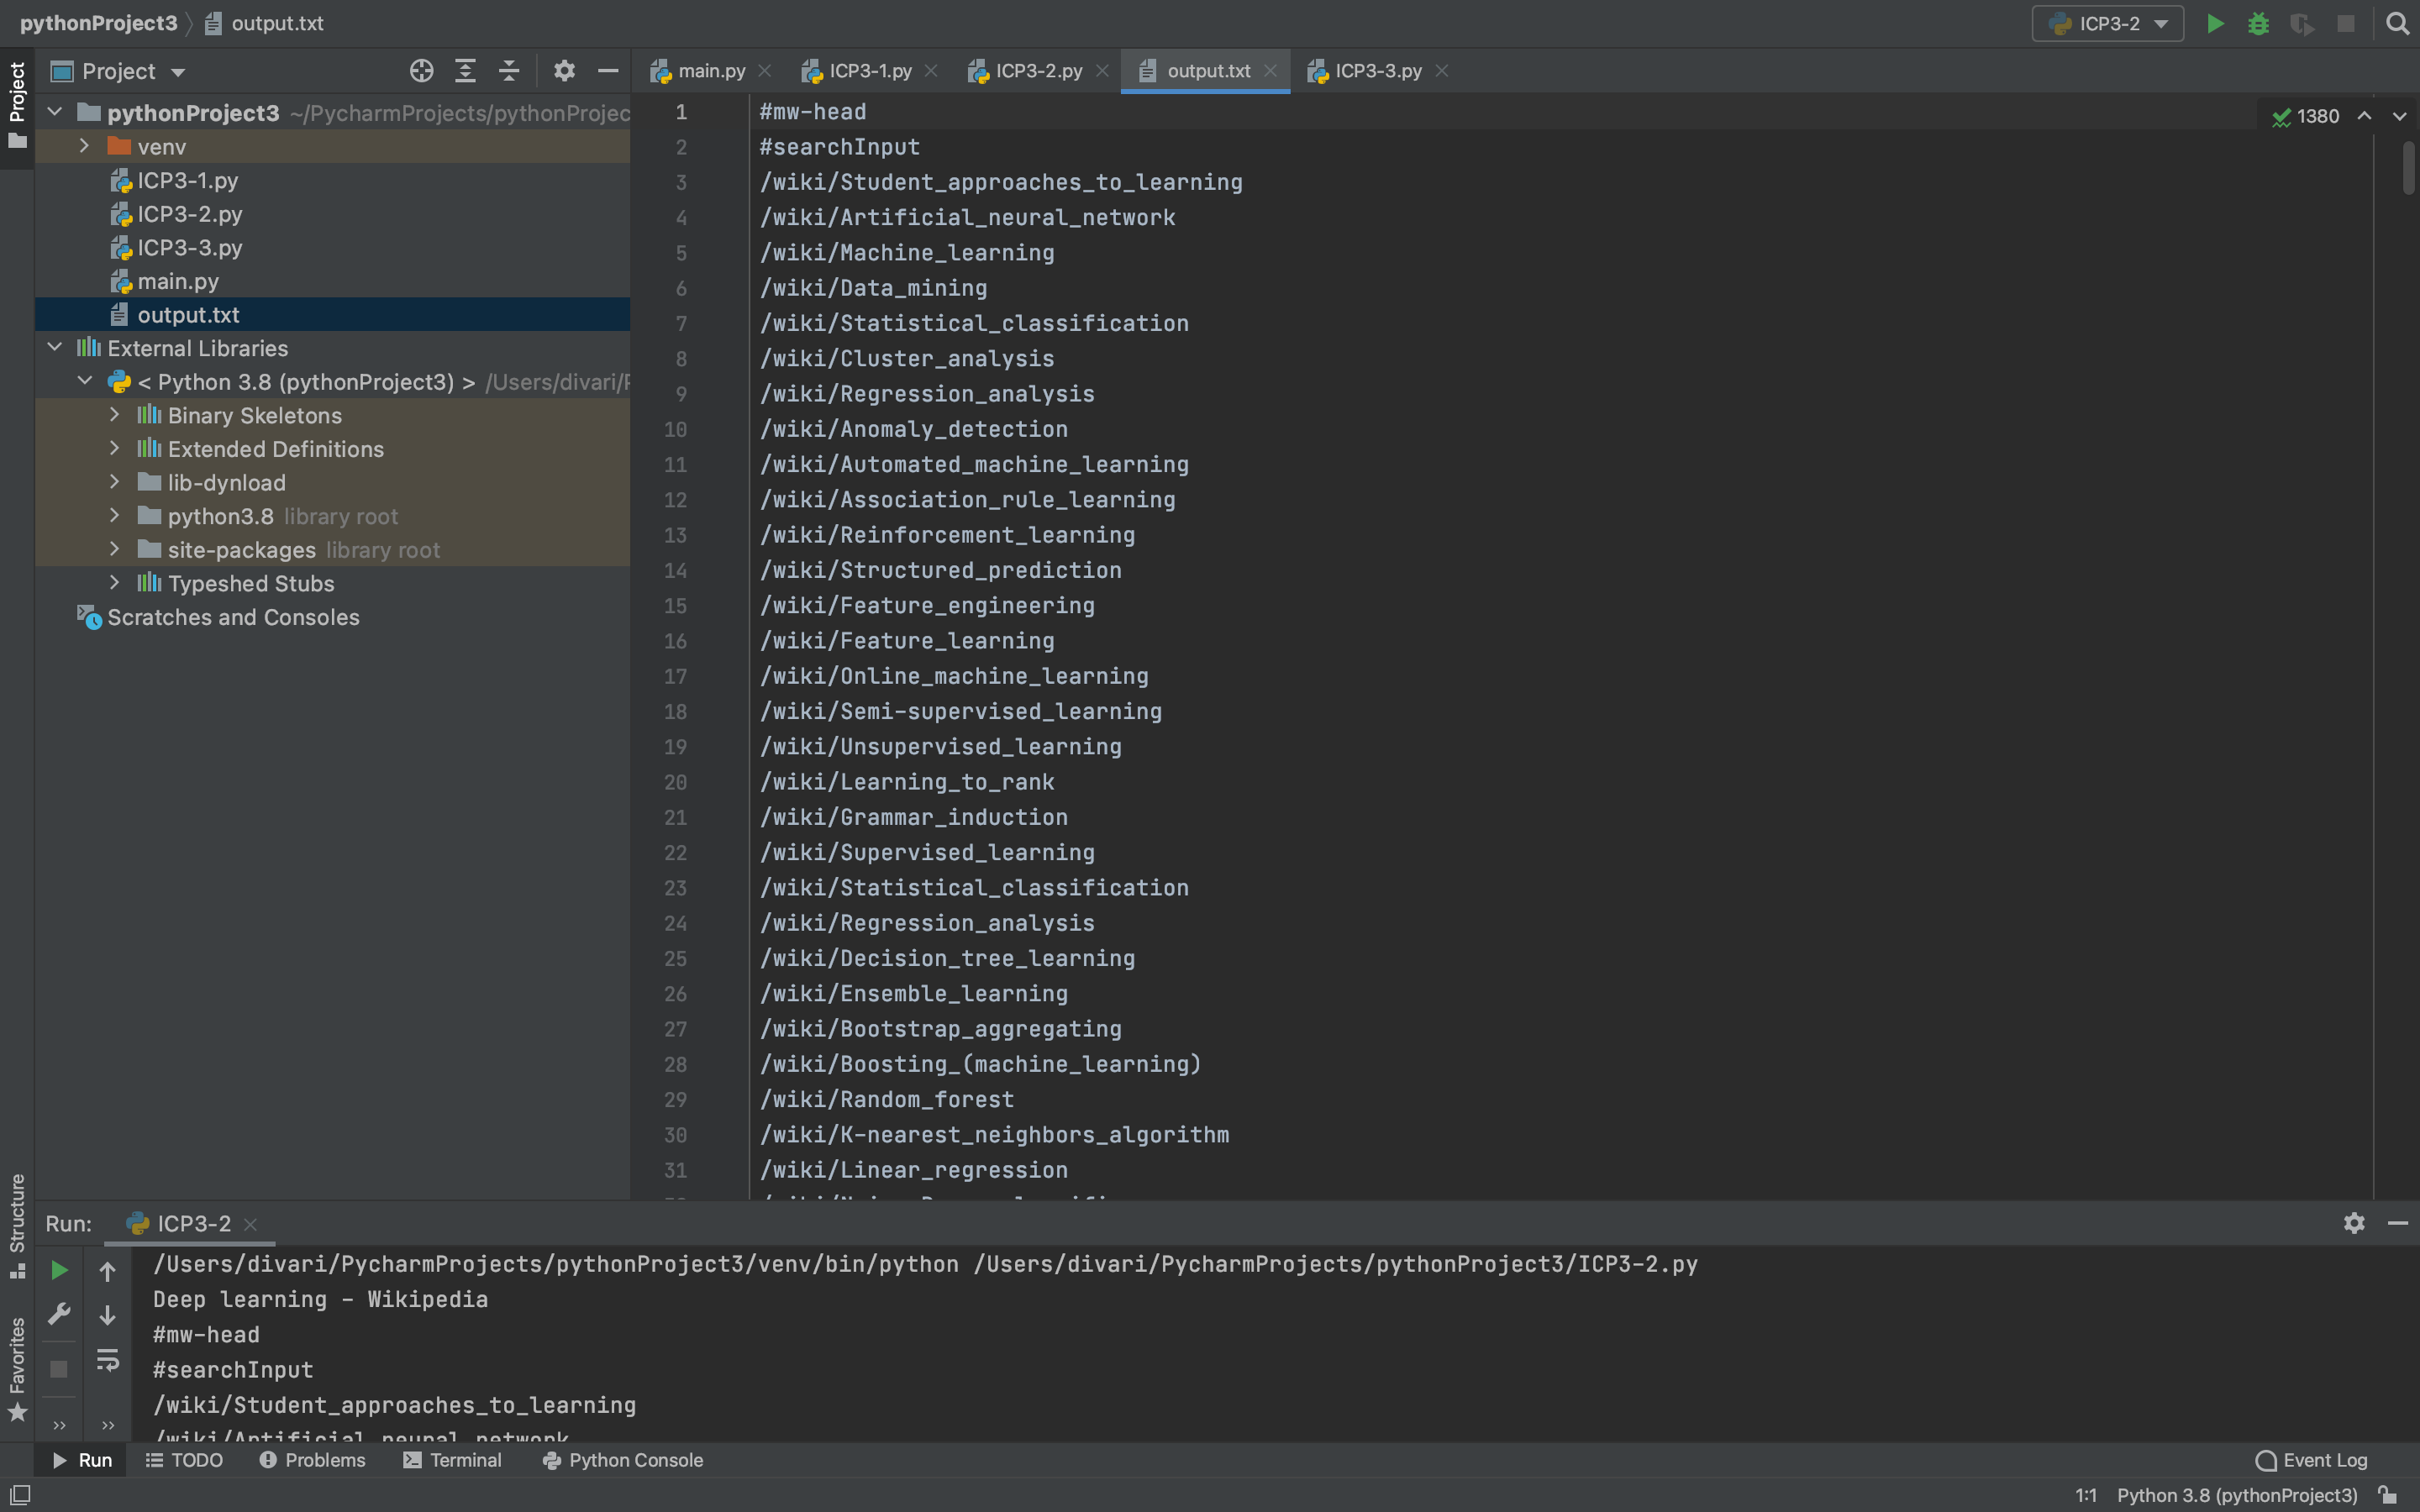 pythonProject3 output.txt
ICP3-2
Project
Project
main.py
ICP3-1.py
ICP3-2.py
output.txt
ICP3-3.py
pythonProject3 ~/PycharmProjects/pythonProjec
venv
ICP3-1.py
ICP3-2.py
ICP3-3.py
main.py
output.txt
External Libraries
< Python 3.8 (pythonProject3) > /Users/divari/
Binary Skeletons
Extended Definitions
lib-dynload
python3.8 library root
site-packages library root
Typeshed Stubs
Scratches and Consoles
1380
1 #mw-head
2 #searchInput
3 /wiki/Student_approaches_to_learning
4 /wiki/Artificial_neural_network
5 /wiki/Machine_learning
6 /wiki/Data_mining
7 /wiki/Statistical_classification
8 /wiki/Cluster_analysis
9 /wiki/Regression_analysis
10 /wiki/Anomaly_detection
11 /wiki/Automated_machine_learning
12 /wiki/Association_rule_learning
13 /wiki/Reinforcement_learning
14 /wiki/Structured_prediction
15 /wiki/Feature_engineering
16 /wiki/Feature_learning
17 /wiki/Online_machine_learning
18 /wiki/Semi-supervised_learning
19 /wiki/Unsupervised_learning
20 /wiki/Learning_to_rank
21 /wiki/Grammar_induction
22 /wiki/Supervised_learning
23 /wiki/Statistical_classification
24 /wiki/Regression_analysis
25 /wiki/Decision_tree_learning
26 /wiki/Ensemble_learning
27 /wiki/Bootstrap_aggregating
28 /wiki/Boosting_(machine_learning)
29 /wiki/Random_forest
30 /wiki/K-nearest_neighbors_algorithm
31 /wiki/Linear_regression
Structure
Favorites
Run: ICP3-2
/Users/divari/PycharmProjects/pythonProject3/venv/bin/python /Users/divari/PycharmProjects/pythonProject3/ICP3-2.py
Deep learning - Wikipedia
#mw-head
#searchInput
/wiki/Student_approaches_to_learning
/wiki/Artificial_neural_network
Run TODO Problems Terminal Python Console Event Log
1:1 Python 3.8 (pythonProject3)